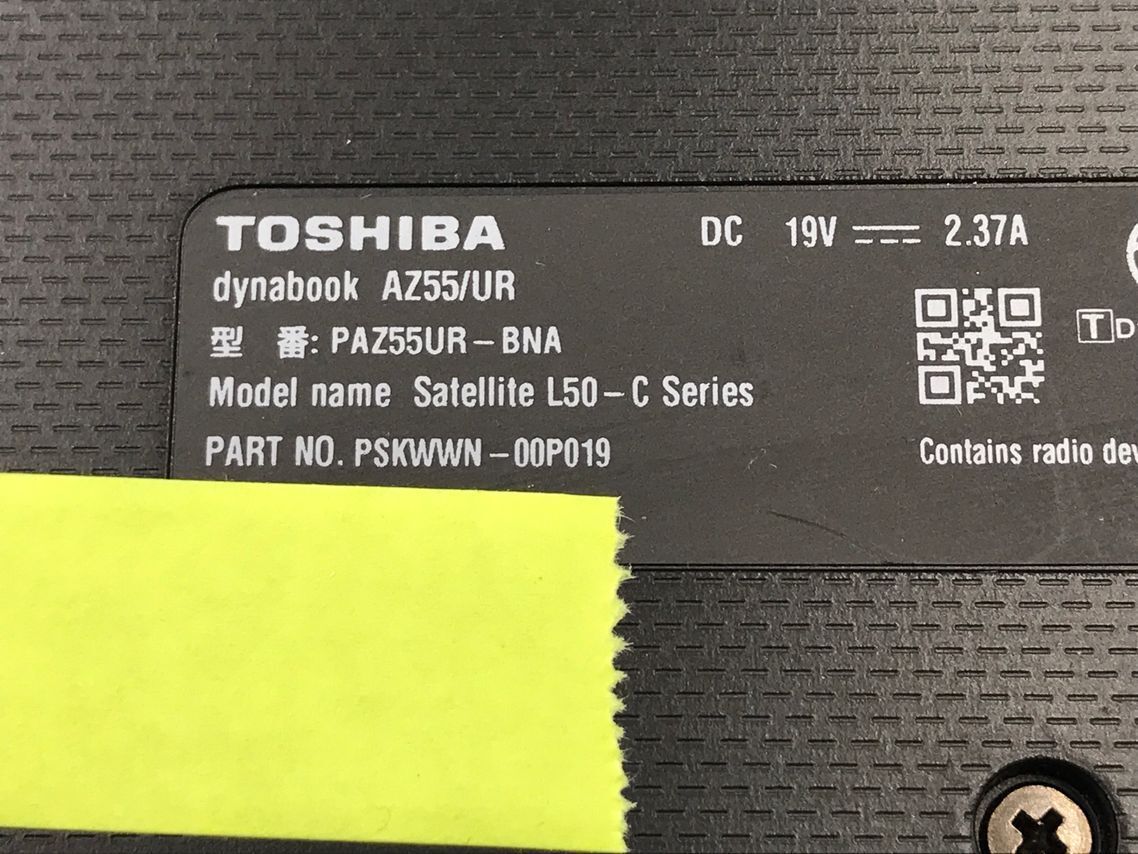 TOSHIBA
DC 19V 2.37A
dynabook AZ55/UR
型 番: PAZ55UR-BNA
Model name Satellite L50-C Series
PART NO. PSKWWN-00P019
T D
Contains radio dev